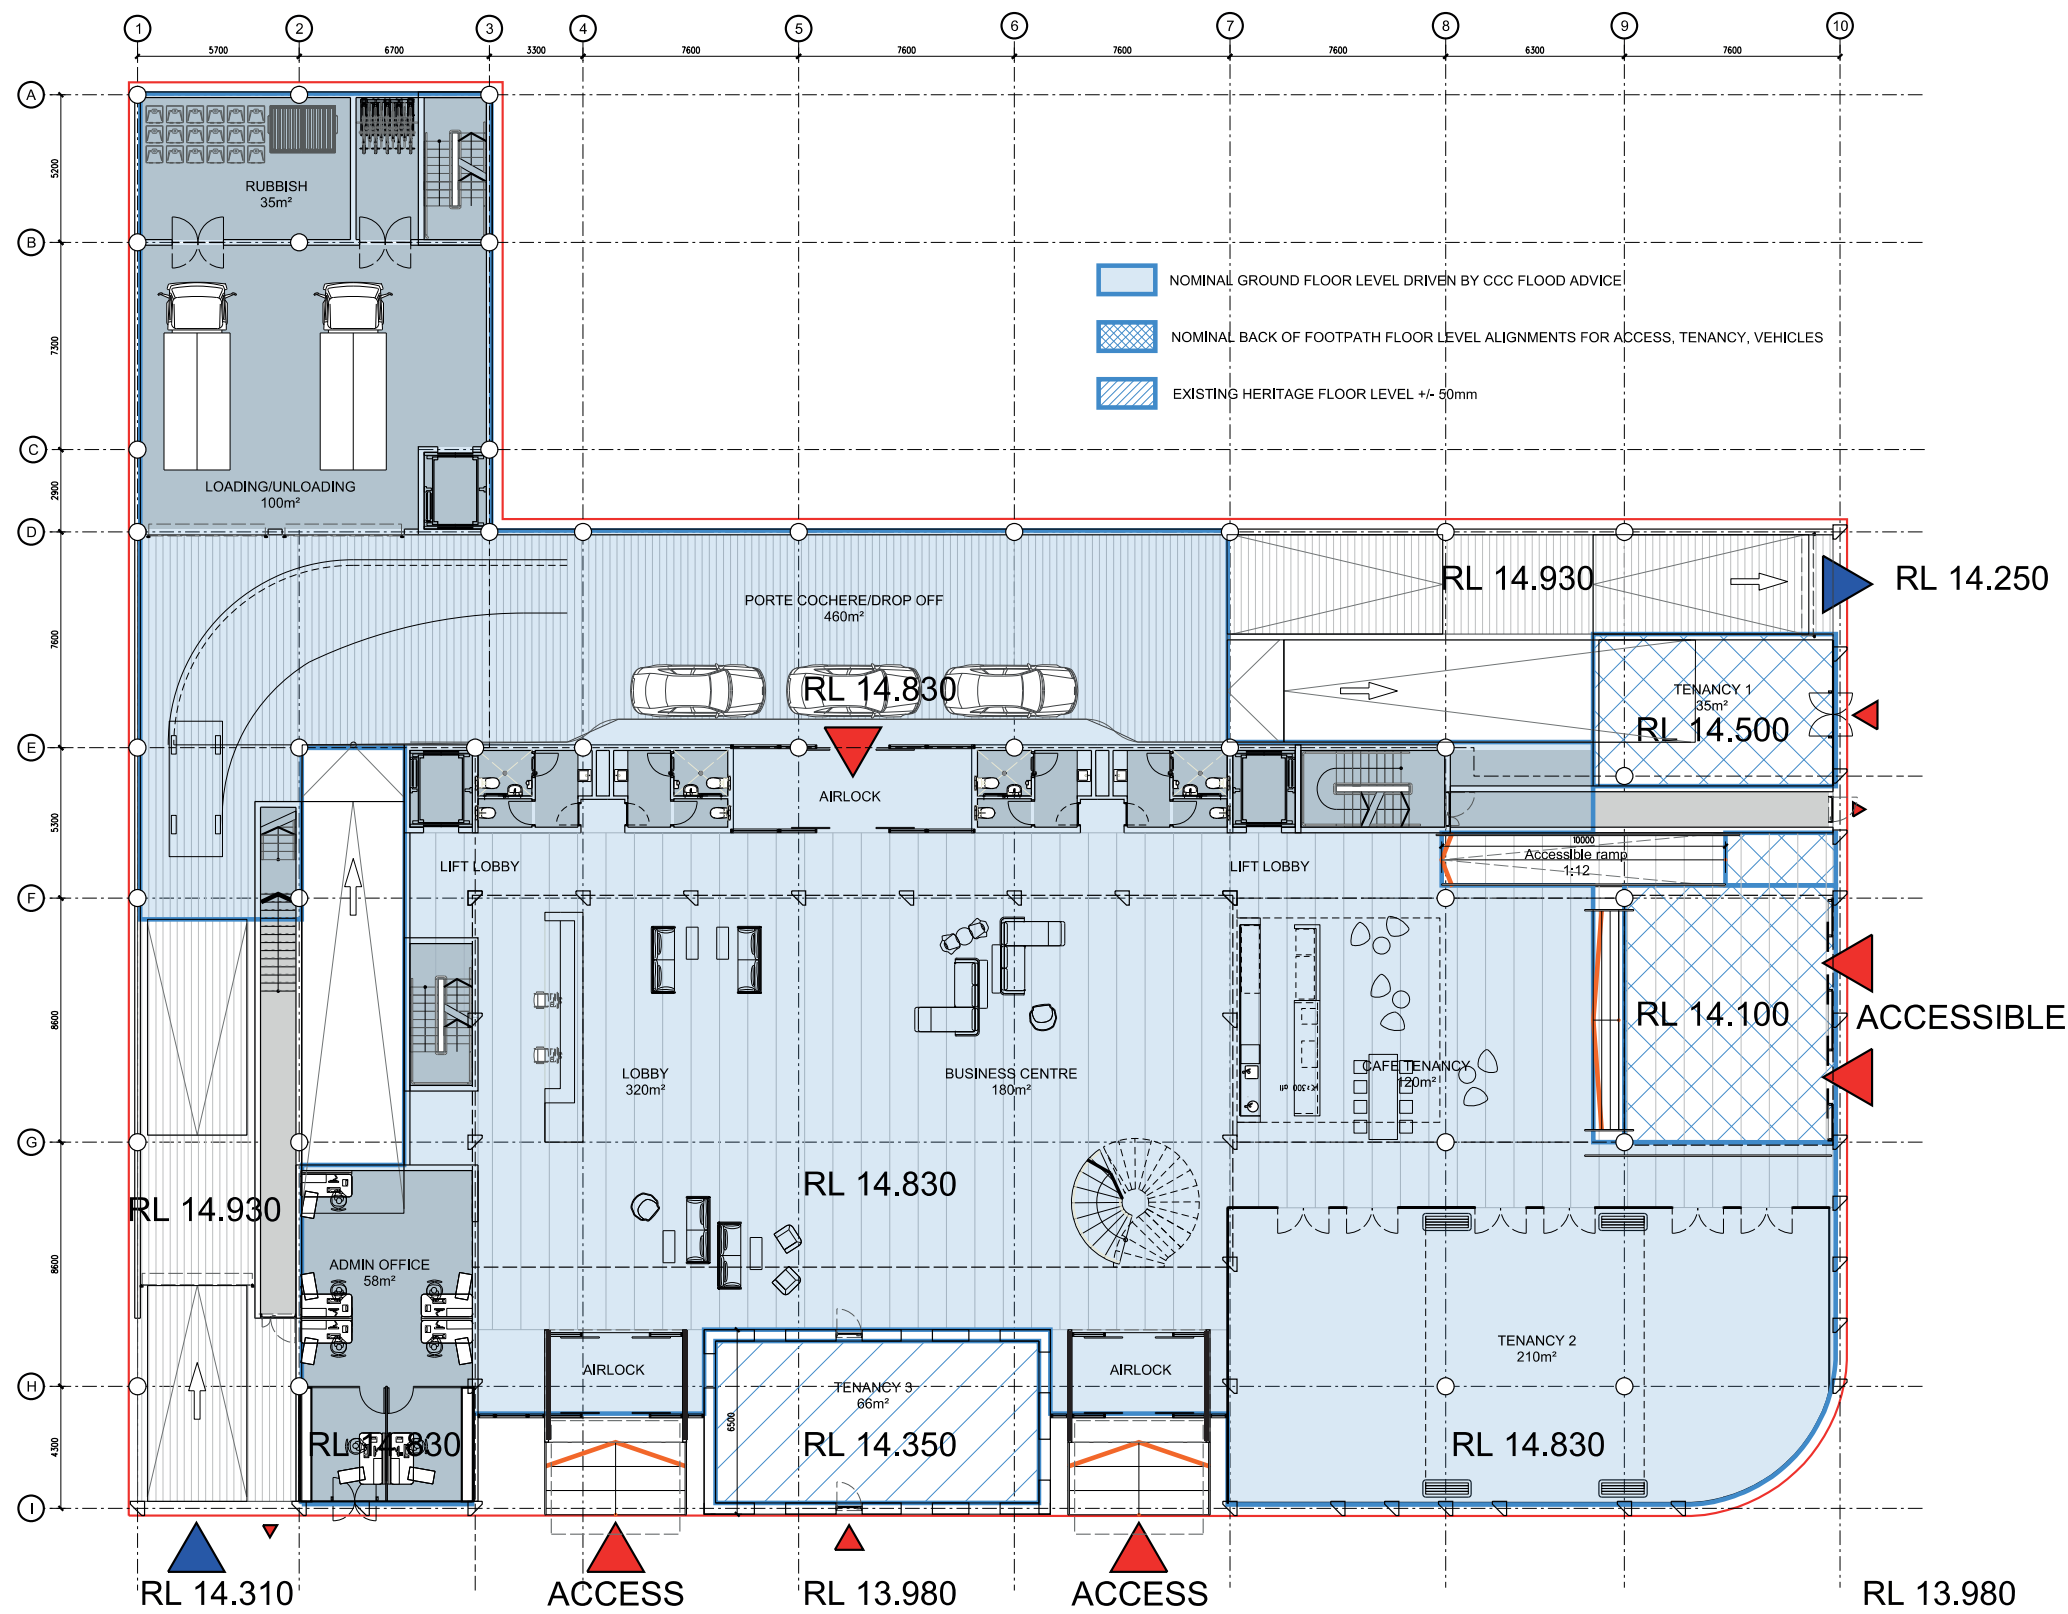 1 2 3 4 5 6 7 8 9 10
5700 6700 3300 7600 7600 7600 7600 6300 7600
A
5200
RUBBISH
35m²
B
NOMINAL GROUND FLOOR LEVEL DRIVEN BY CCC FLOOD ADVICE
7300
NOMINAL BACK OF FOOTPATH FLOOR LEVEL ALIGNMENTS FOR ACCESS, TENANCY, VEHICLES
EXISTING HERITAGE FLOOR LEVEL +/- 50mm
C
2900
LOADING/UNLOADING
100m²
D
RL 14.930
RL 14.250
PORTE COCHERE/DROP OFF
460m²
7600
RL 14.830
TENANCY 1
35m²
RL 14.500
E
AIRLOCK
5300
10000
Accessible ramp
1:12
LIFT LOBBY
LIFT LOBBY
F
8600
RL 14.100
ACCESSIBLE
LOBBY
320m²
BUSINESS CENTRE
180m²
CAFE TENANCY
120m²
G
RL 14.830
RL 14.930
8600
ADMIN OFFICE
58m²
TENANCY 2
210m²
AIRLOCK
AIRLOCK
H
TENANCY 3
66m²
6500
4300
RL 14.830
RL 14.350
RL 14.830
I
RL 14.310
ACCESS
RL 13.980
ACCESS
RL 13.980